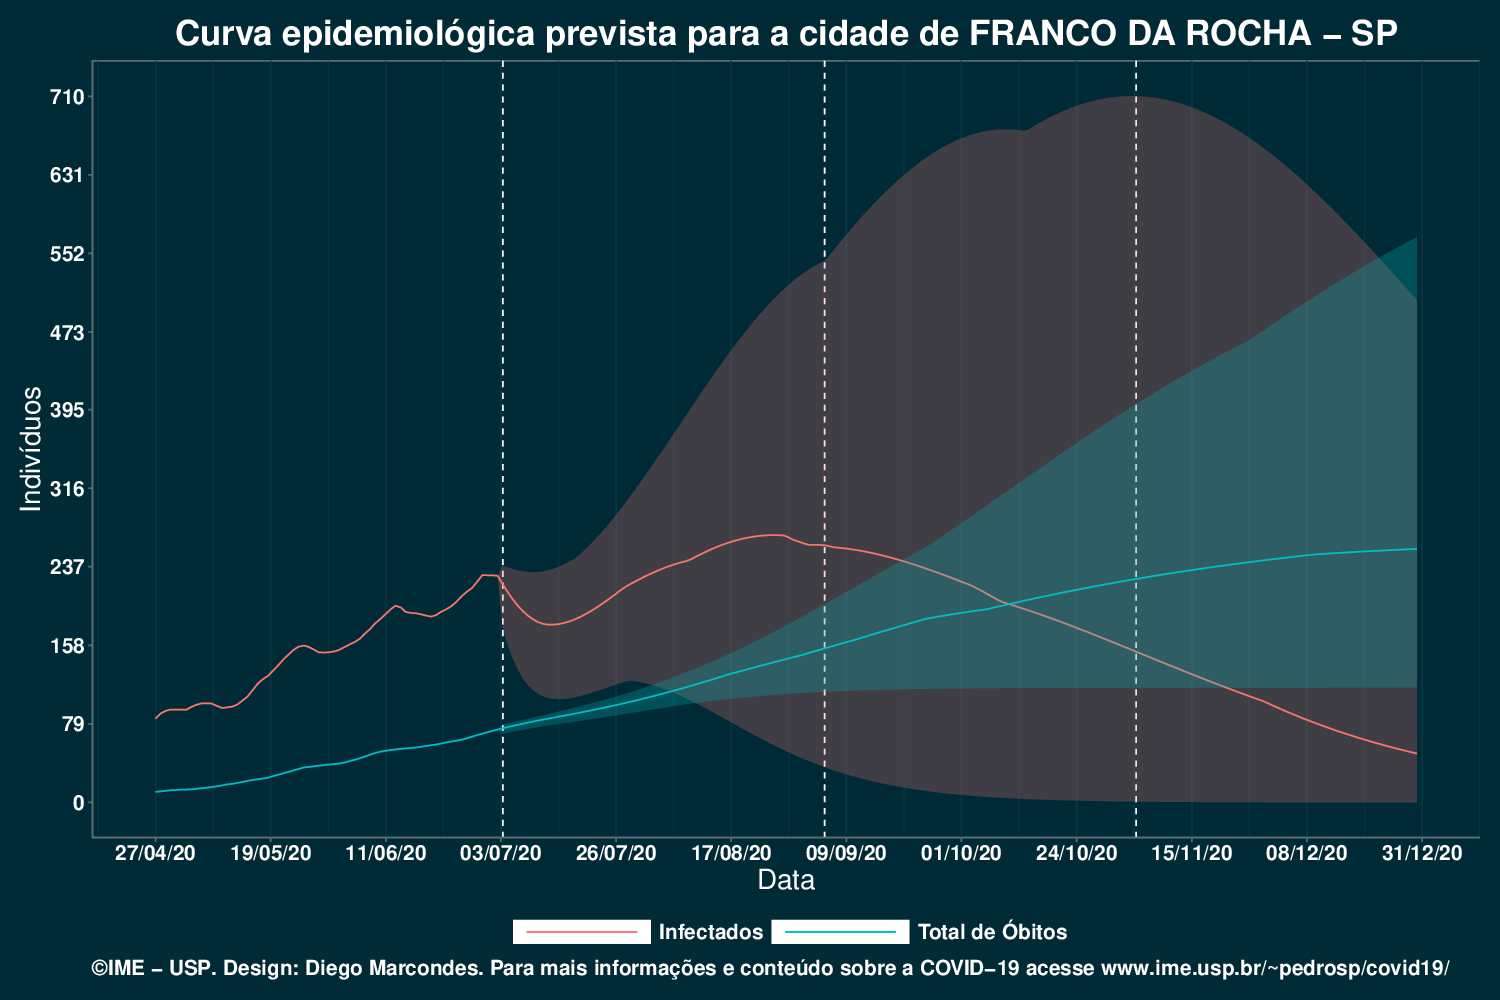 Curva epidemiológica prevista para a cidade de FRANCO DA ROCHA – SP
710
631
552
473
395
316
237
158
79
0
Indivíduos
27/04/20 19/05/20 11/06/20 03/07/20 26/07/20 17/08/20 09/09/20 01/10/20 24/10/20 15/11/20 08/12/20 31/12/20
Data
Infectados Total de Óbitos
©IME – USP. Design: Diego Marcondes. Para mais informações e conteúdo sobre a COVID–19 acesse www.ime.usp.br/~pedrosp/covid19/